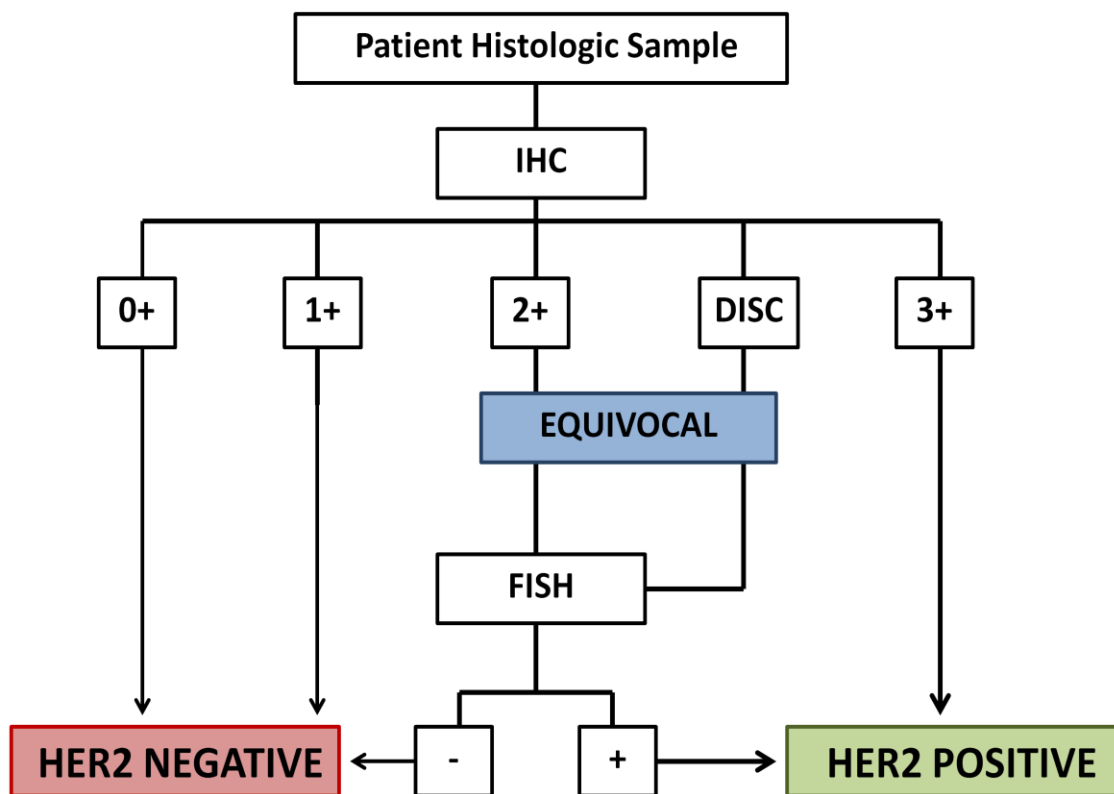 Patient Histologic Sample
IHC
0+
1+
2+
DISC
3+
EQUIVOCAL
FISH
-
+
HER2 NEGATIVE
HER2 POSITIVE